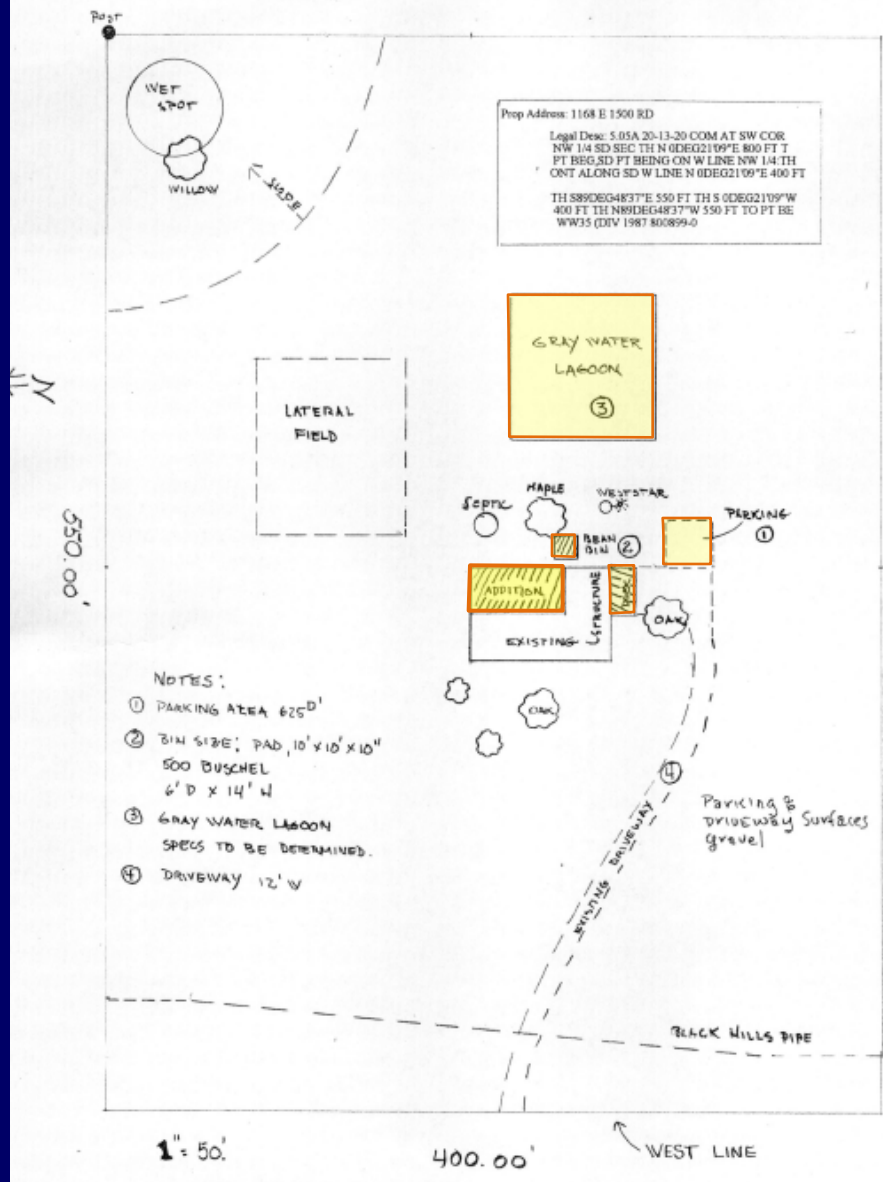 POST
WET
SPOT
WILLOW
SLOPE
Prop Address: 1168 E 1500 RD
Legal Desc: 5.05A 20-13-20 COM AT SW COR
NW 1/4 SD SEC TH N 0DEG21'09"E 800 FT T
PT BEG,SD PT BEING ON W LINE NW 1/4:TH
ONT ALONG SD W LINE N 0DEG21'09"E 400 FT
TH S89DEG48'37"E 550 FT TH S 0DEG21'09"W
400 FT TH N89DEG48'37"W 550 FT TO PT BE
WW35 (DIV 1987 800899-0
GRAY WATER
LAGOON
③
N
LATERAL
FIELD
550.00'
SEPTIC
MAPLE
WESTSTAR
PARKING
①
BEAN
BIN ②
ADDITION
STRUCTURE
EXISTING
OAK
OAK
NOTES:
① PARKING AREA 625□'
② BIN SIZE: PAD, 10' x 10' x 10"
500 BUSCHEL
6' D x 14' H
③ GRAY WATER LAGOON
SPECS TO BE DETERMINED.
④ DRIVEWAY 12' W
④
Parking &
DRIVEWAY Surfaces
gravel
EXISTING DRIVEWAY
BLACK HILLS PIPE
1" = 50'
400.00'
WEST LINE